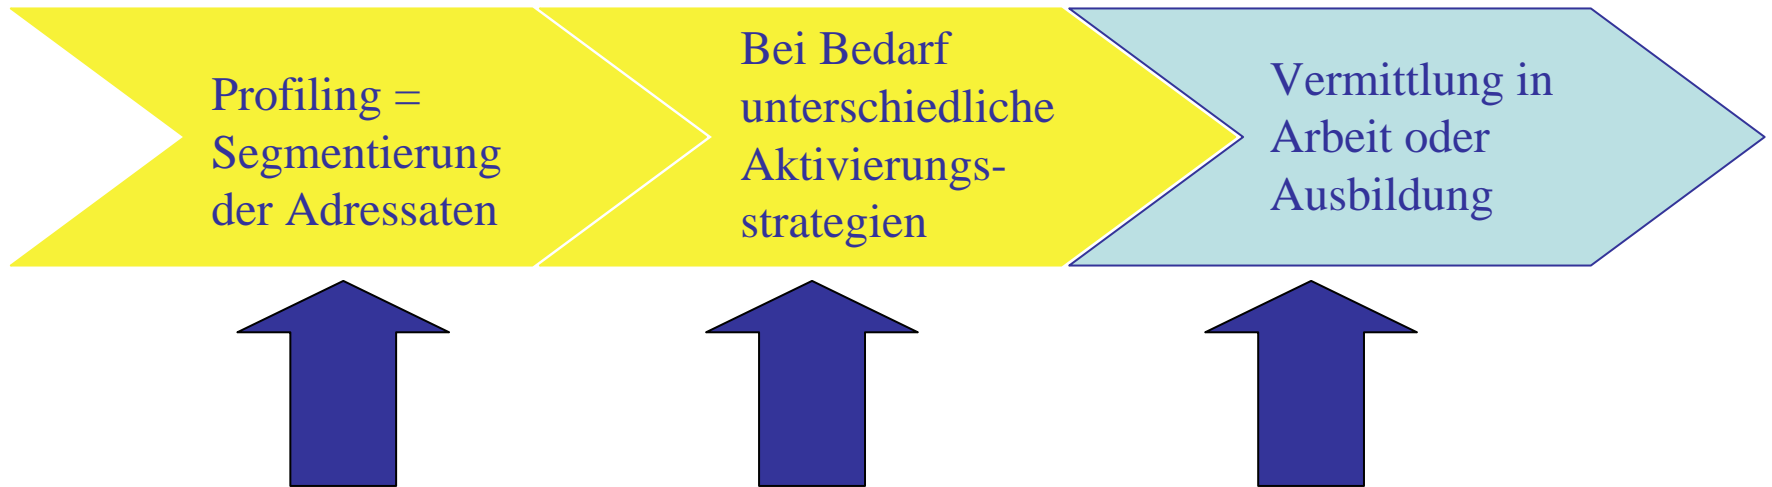 Profiling =
Segmentierung
der Adressaten
Bei Bedarf
unterschiedliche
Aktivierungs-
strategien
Vermittlung in
Arbeit oder
Ausbildung